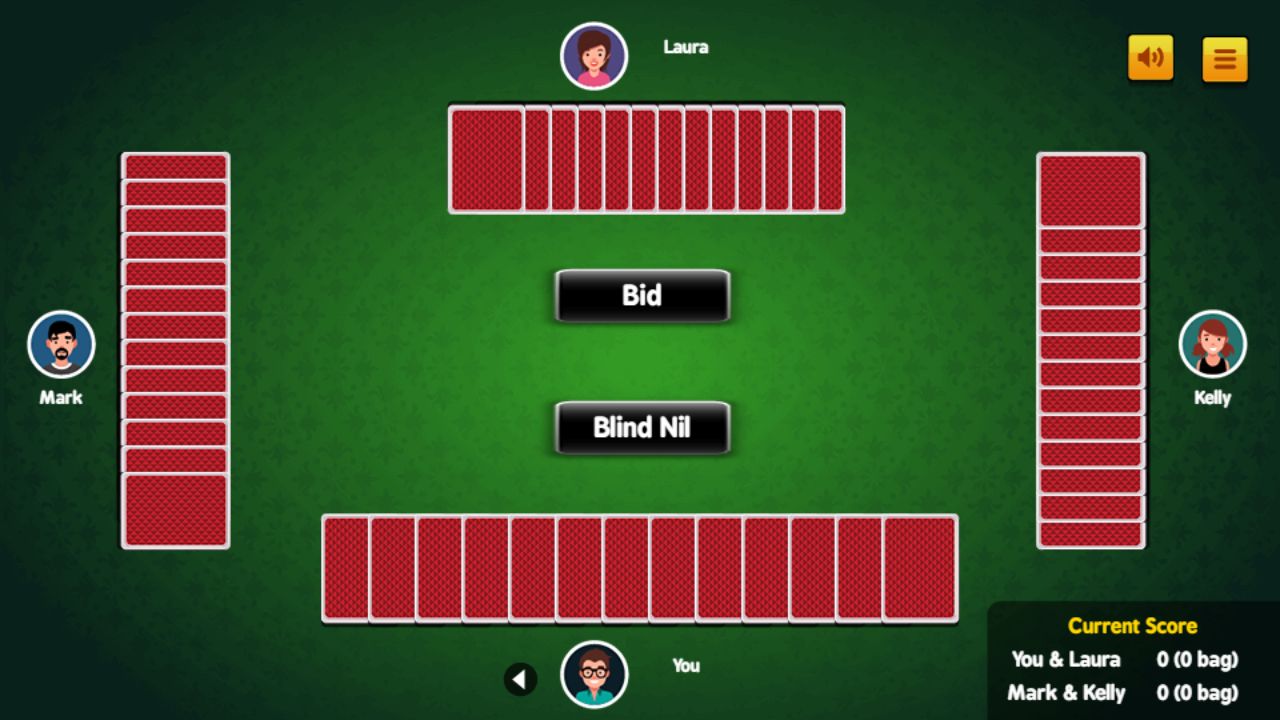 Laura
Bid
Mark
Kelly
Blind Nil
Current Score
You & Laura 0 (0 bag)
You
Mark & Kelly 0 (0 bag)